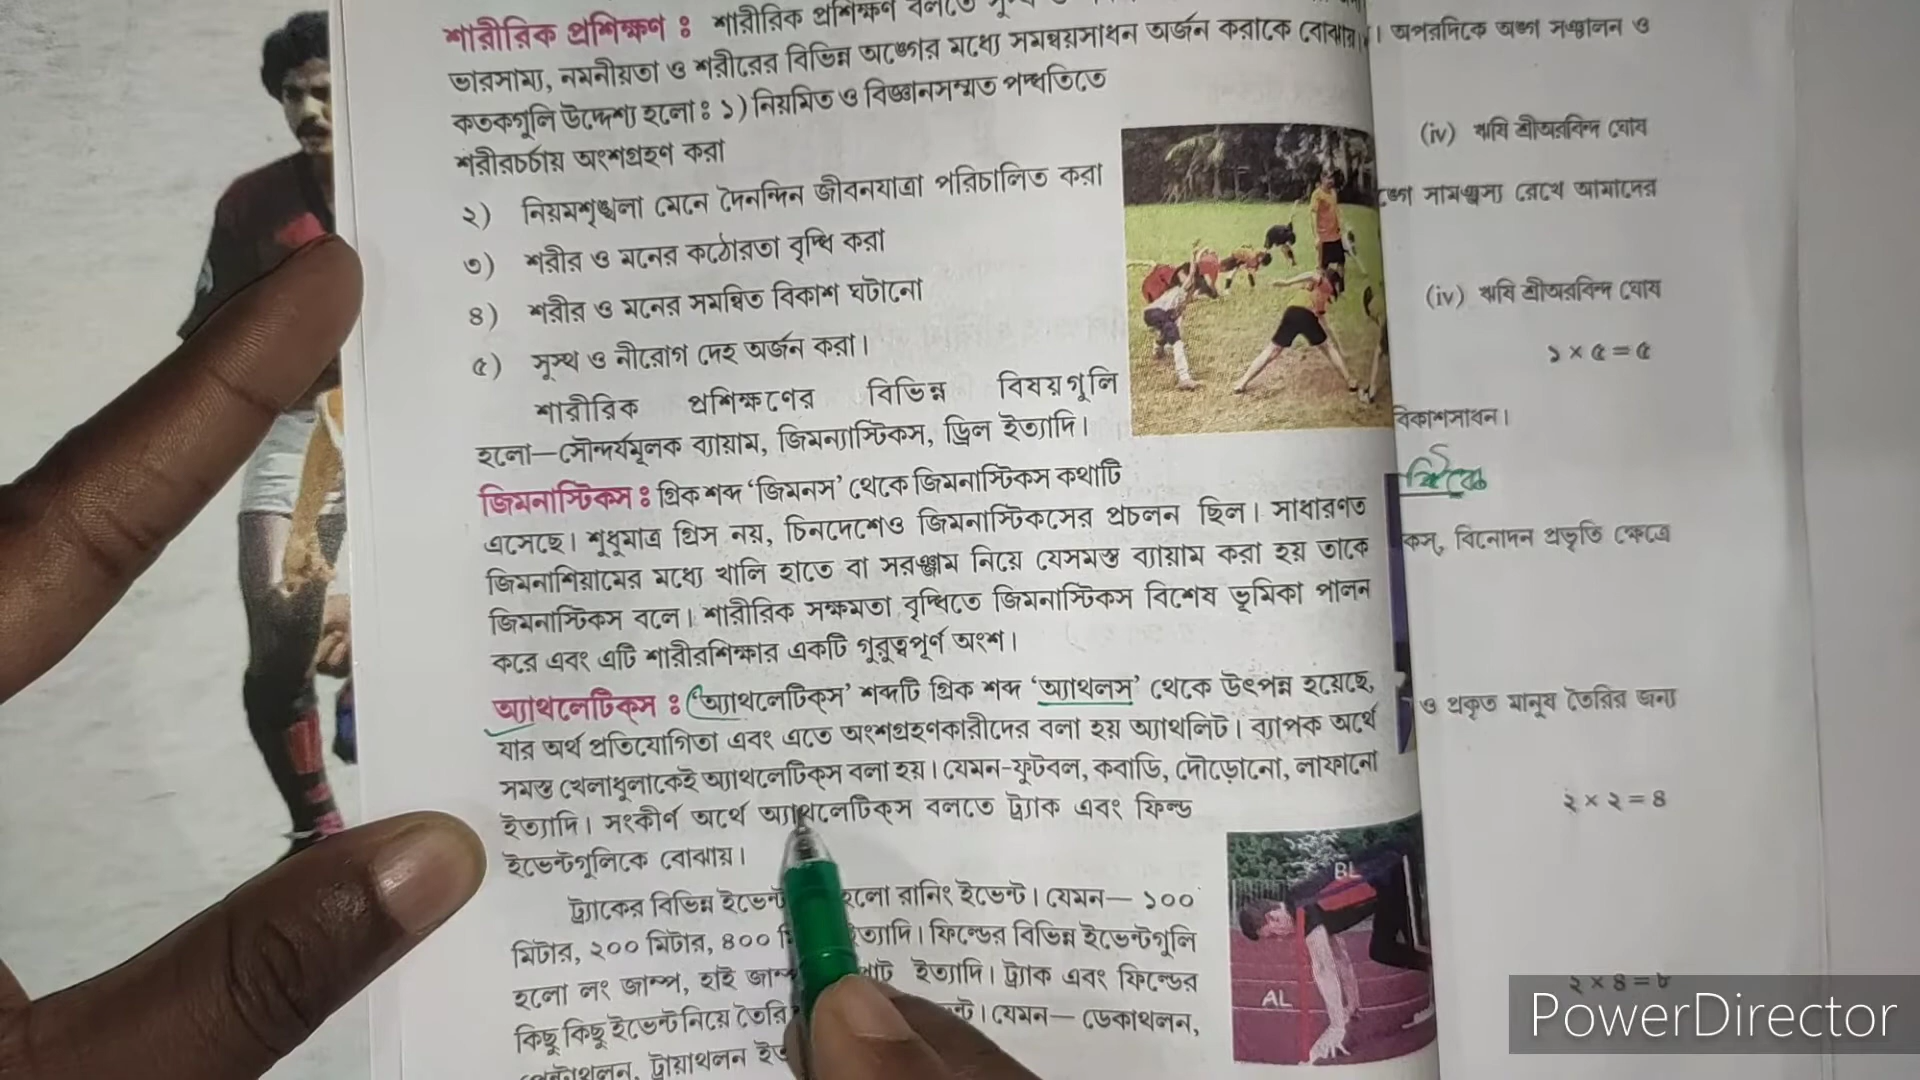 শারীরিক প্রশিক্ষণ ঃ শারীরিক প্রশিক্ষণ বলতে
ভারসাম্য, নমনীয়তা ও শরীরের বিভিন্ন অঙ্গের মধ্যে সমন্বয়সাধন অর্জন করাকে বোঝায়।
কতকগুলি উদ্দেশ্য হলো ঃ ১) নিয়মিত ও বিজ্ঞানসম্মত পদ্ধতিতে
শরীরচর্চায় অংশগ্রহণ করা
২) নিয়মশৃঙ্খলা মেনে দৈনন্দিন জীবনযাত্রা পরিচালিত করা
৩) শরীর ও মনের কঠোরতা বৃদ্ধি করা
৪) শরীর ও মনের সমন্বিত বিকাশ ঘটানো
৫) সুস্থ ও নীরোগ দেহ অর্জন করা।
শারীরিক প্রশিক্ষণের বিভিন্ন বিষয়গুলি
হলো—সৌন্দর্যমূলক ব্যায়াম, জিমন্যাস্টিকস, ড্রিল ইত্যাদি।
জিমনাস্টিকস ঃ গ্রিক শব্দ ‘জিমনস’ থেকে জিমনাস্টিকস কথাটি
এসেছে। শুধুমাত্র গ্রিস নয়, চিনদেশেও জিমনাস্টিকসের প্রচলন ছিল। সাধারণত
জিমনাশিয়ামের মধ্যে খালি হাতে বা সরঞ্জাম নিয়ে যেসমস্ত ব্যায়াম করা হয় তাকে
জিমনাস্টিকস বলে। শারীরিক সক্ষমতা বৃদ্ধিতে জিমনাস্টিকস বিশেষ ভূমিকা পালন
করে এবং এটি শারীরশিক্ষার একটি গুরুত্বপূর্ণ অংশ।
অ্যাথলেটিক্‌স ঃ ‘অ্যাথলেটিক্‌স’ শব্দটি গ্রিক শব্দ ‘অ্যাথলস’ থেকে উৎপন্ন হয়েছে,
যার অর্থ প্রতিযোগিতা এবং এতে অংশগ্রহণকারীদের বলা হয় অ্যাথলিট। ব্যাপক অর্থে
সমস্ত খেলাধুলাকেই অ্যাথলেটিক্‌স বলা হয়। যেমন-ফুটবল, কবাডি, দৌড়োনো, লাফানো
ইত্যাদি। সংকীর্ণ অর্থে অ্যাথলেটিক্‌স বলতে ট্র্যাক এবং ফিল্ড
ইভেন্টগুলিকে বোঝায়।
ট্র্যাকের বিভিন্ন ইভেন্ট হলো রানিং ইভেন্ট। যেমন— ১০০
মিটার, ২০০ মিটার, ৪০০ ইত্যাদি। ফিল্ডের বিভিন্ন ইভেন্টগুলি
হলো লং জাম্প, হাই জাম্প ইত্যাদি। ট্র্যাক এবং ফিল্ডের
কিছু কিছু ইভেন্ট নিয়ে তৈরি যেমন— ডেকাথলন,
পেন্টাথলন, ট্রায়াথলন
অপরদিকে অঙ্গ সঞ্চালন ও
(iv) ঋষি শ্রীঅরবিন্দ ঘোষ
সামঞ্জস্য রেখে আমাদের
(iv) ঋষি শ্রীঅরবিন্দ ঘোষ
১ × ৫ = ৫
বিকাশসাধন।
কস্, বিনোদন প্রভৃতি ক্ষেত্রে
ও প্রকৃত মানুষ তৈরির জন্য
২ × ২ = ৪
২ × ৪ = ৮
BL
AL
PowerDirector